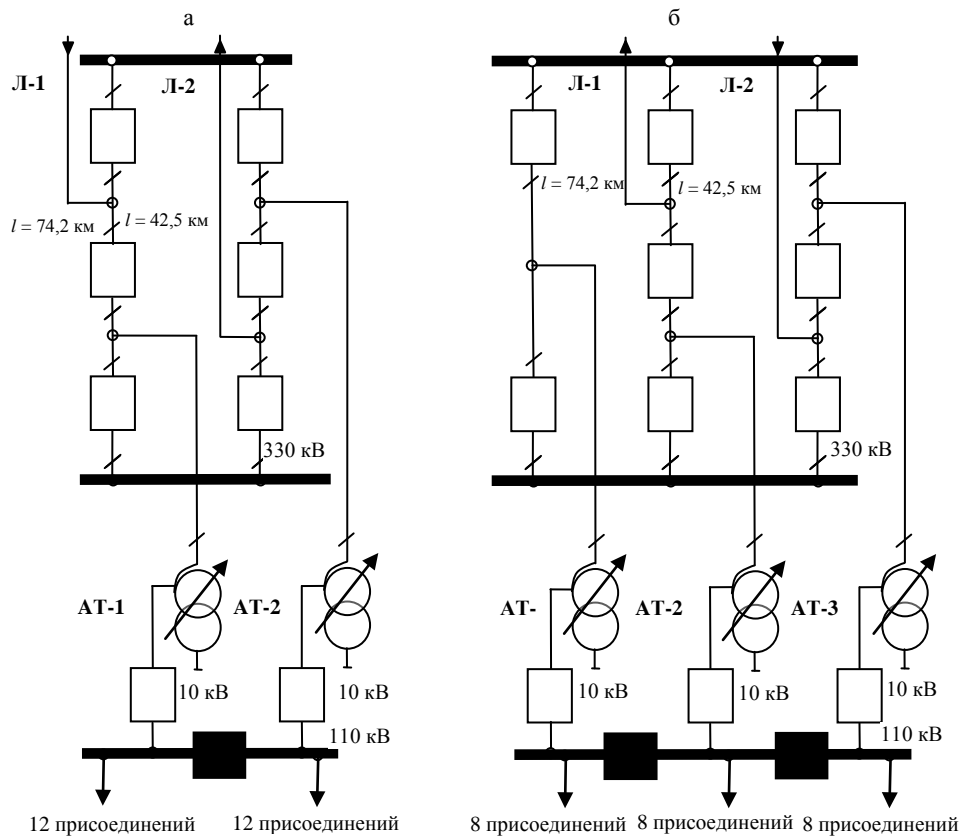 а
б
Л-1
Л-2
Л-1
Л-2
l = 74,2 км
l = 42,5 км
l = 74,2 км
l = 42,5 км
330 кВ
330 кВ
АТ-1
АТ-2
АТ-
АТ-2
АТ-3
10 кВ
10 кВ
10 кВ
10 кВ
10 кВ
110 кВ
110 кВ
12 присоединений
12 присоединений
8 присоединений
8 присоединений
8 присоединений